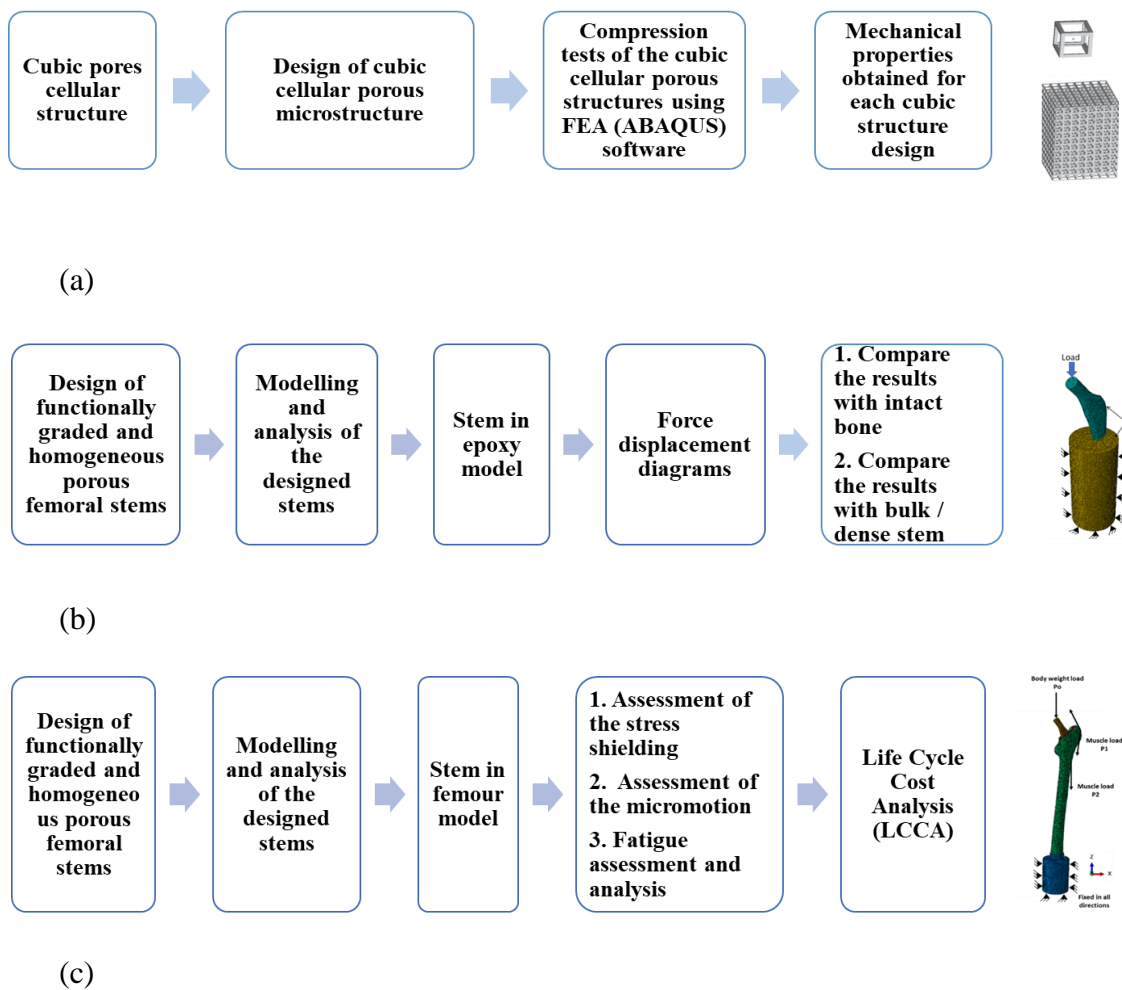 Cubic pores
cellular
structure
Design of cubic
cellular porous
microstructure
Compression
tests of the cubic
cellular porous
structures using
FEA (ABAQUS)
software
Mechanical
properties
obtained for
each cubic
structure
design
(a)
Design of
functionally
graded and
homogeneous
porous
femoral stems
Modelling
and
analysis of
the
designed
stems
Stem in
epoxy
model
Force
displacement
diagrams
1. Compare
the results
with intact
bone
2. Compare
the results
with bulk /
dense stem
Load
(b)
Design of
functionally
graded and
homogeneo
us porous
femoral
stems
Modelling
and analysis
of the
designed
stems
Stem in
femour
model
1. Assessment of
the stress
shielding
2. Assessment of
the micromotion
3. Fatigue
assessment and
analysis
Life Cycle
Cost
Analysis
(LCCA)
Body weight load
Po
Muscle load
P1
Muscle load
P2
Z
X
Fixed in all
directions
(c)